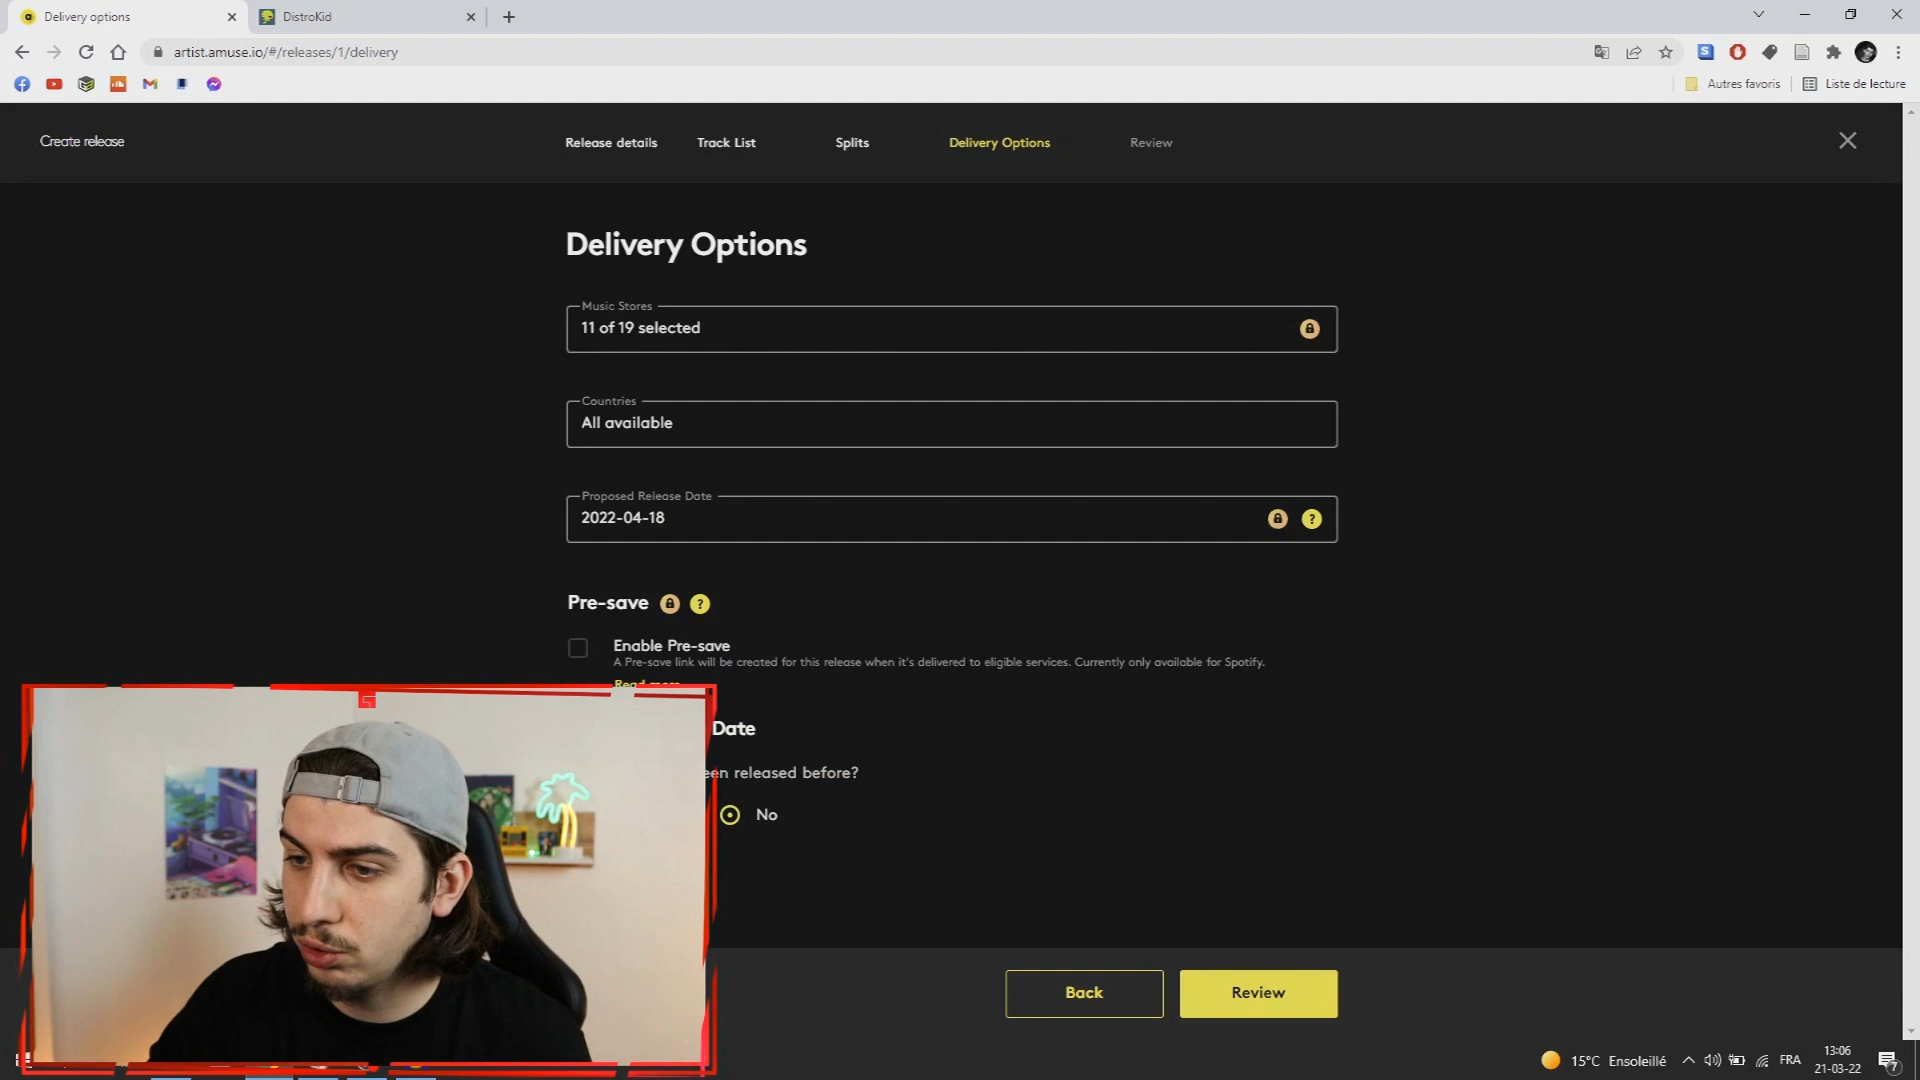 Delivery options
DistroKid
artist.amuse.io/#/releases/1/delivery
Autres favoris
Liste de lecture
Create release
Release details
Track List
Splits
Delivery Options
Review
Delivery Options
Music Stores
11 of 19 selected
Countries
All available
Proposed Release Date
2022-04-18
?
Pre-save
?
Enable Pre-save
A Pre-save link will be created for this release when it's delivered to eligible services. Currently only available for Spotify.
Read more
Date
een released before?
No
Back
Review
15°C Ensoleillé
FRA
13:06
21-03-22
7